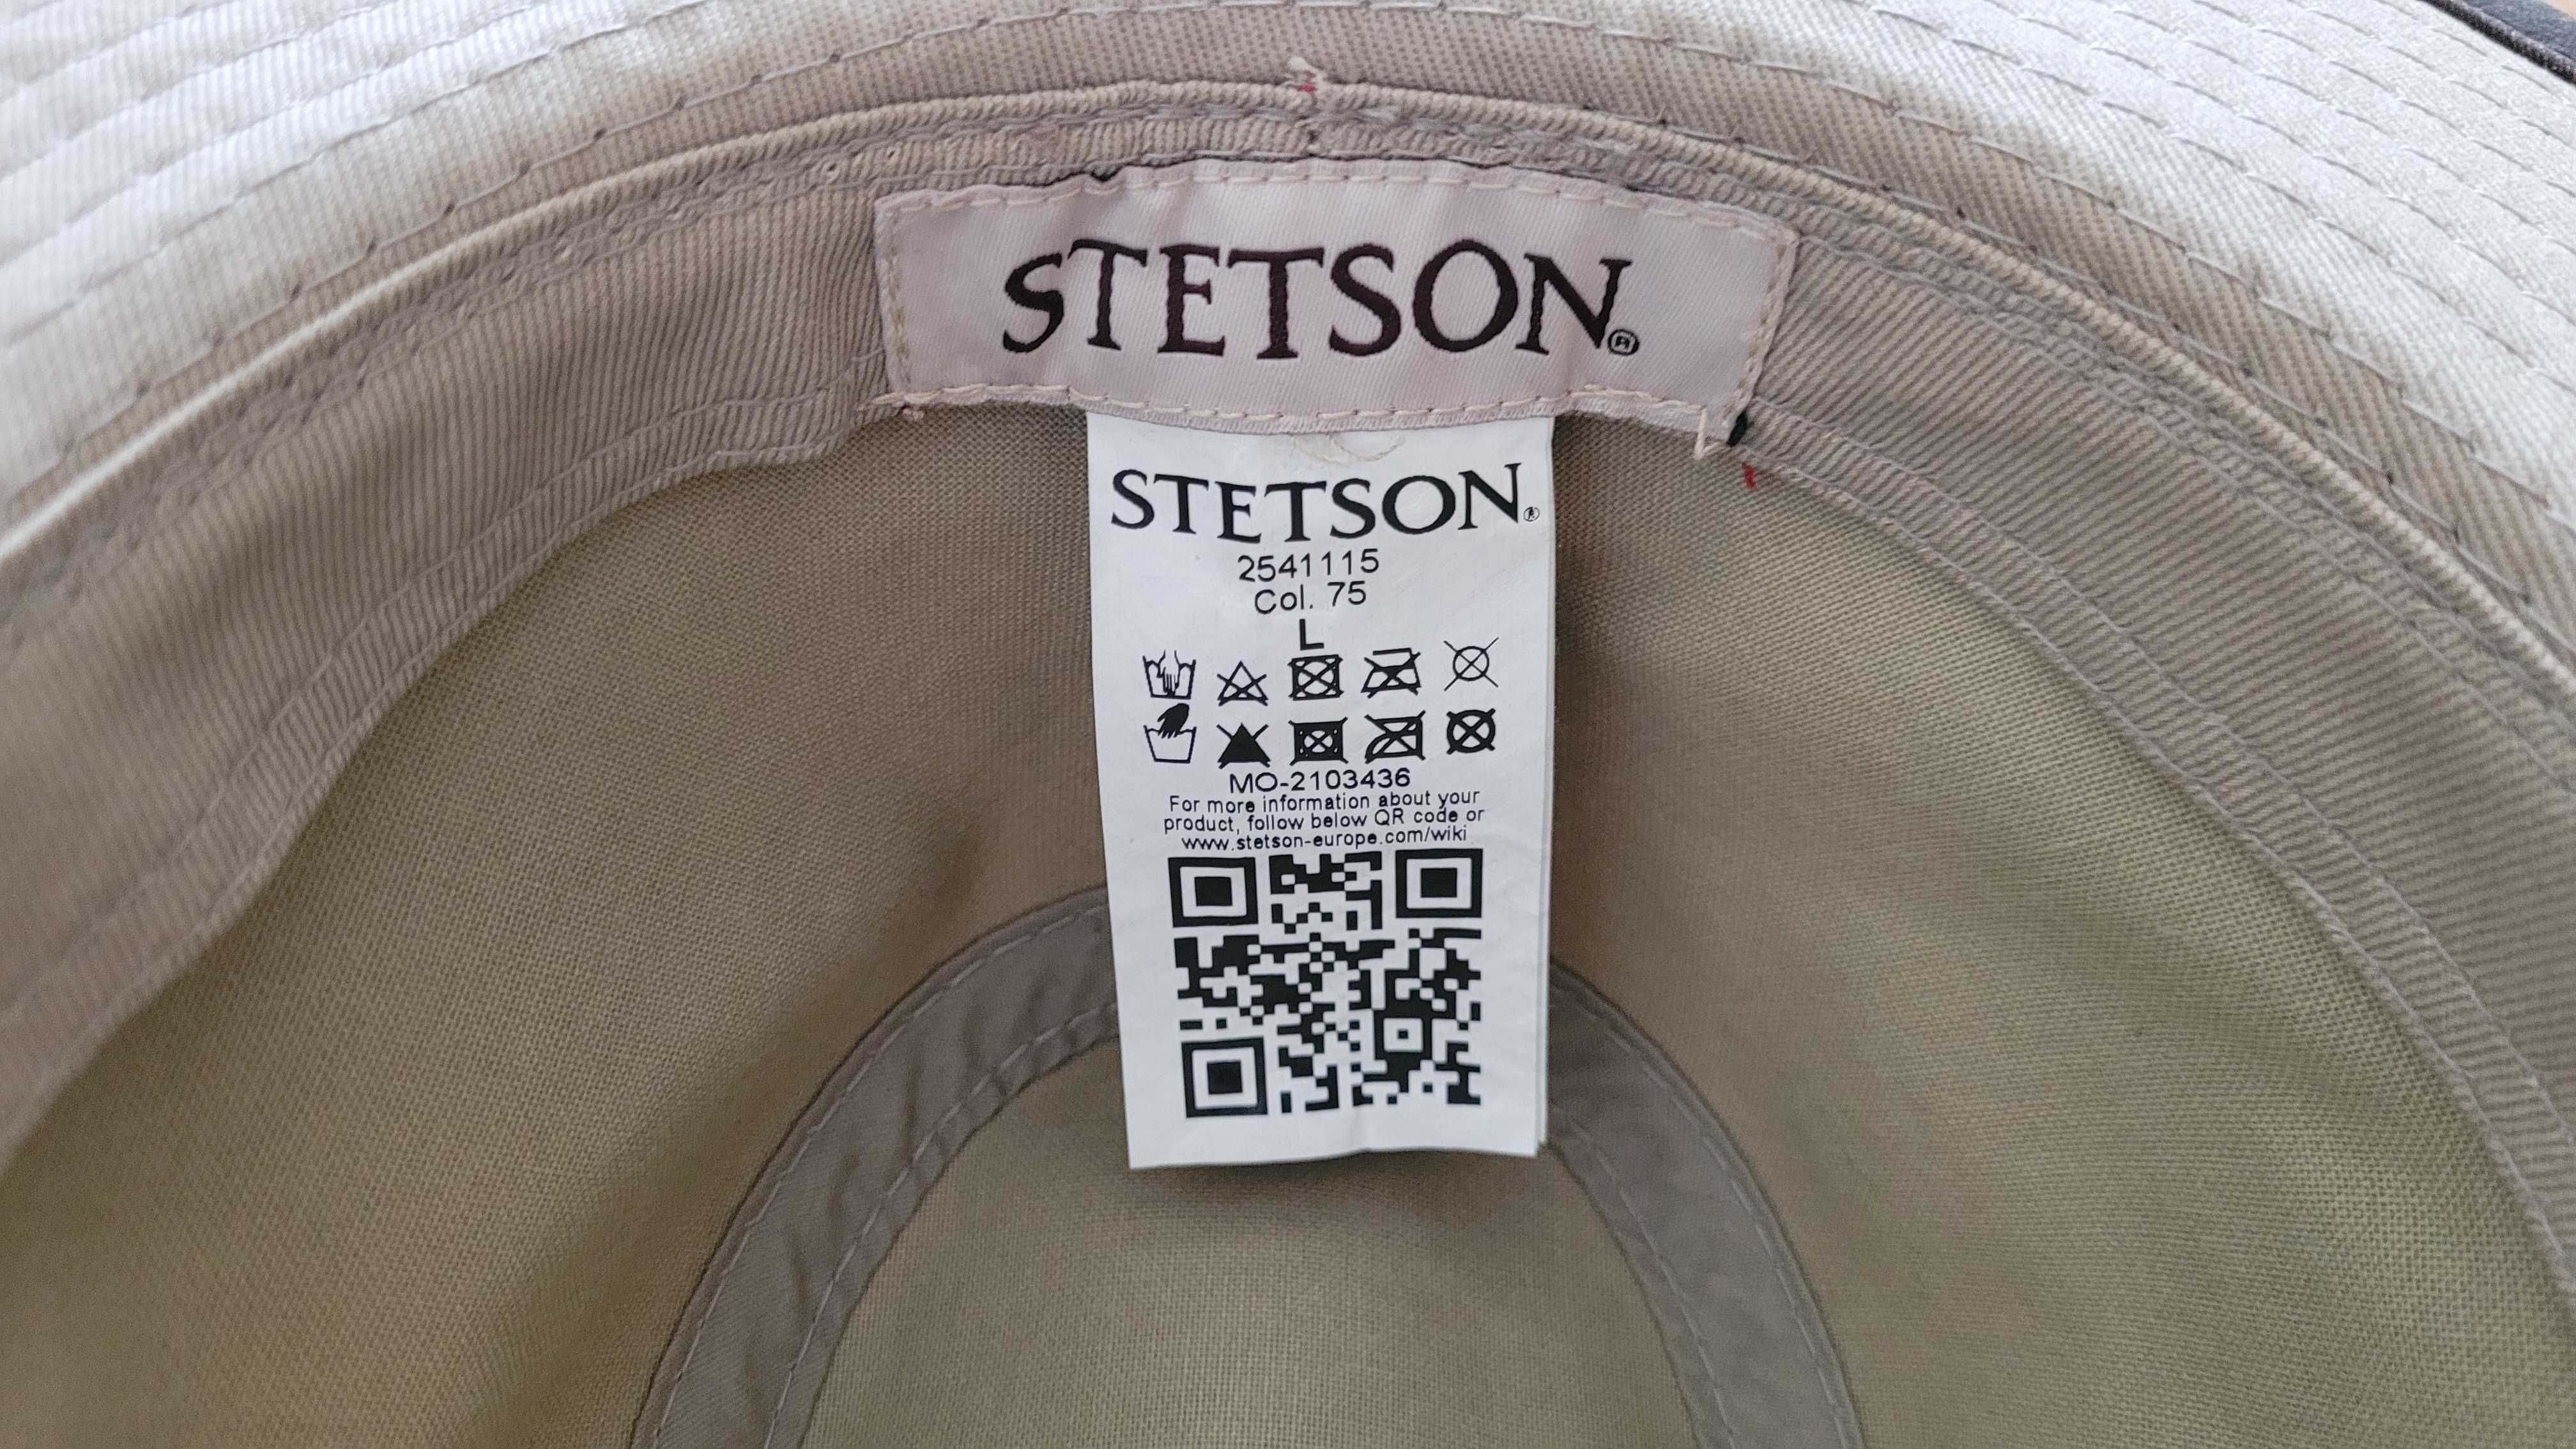 STETSON®
STETSON®
2541115
Col. 75
L
MO-2103436
For more information about your
product, follow below QR code or
www.stetson-europe.com/wiki